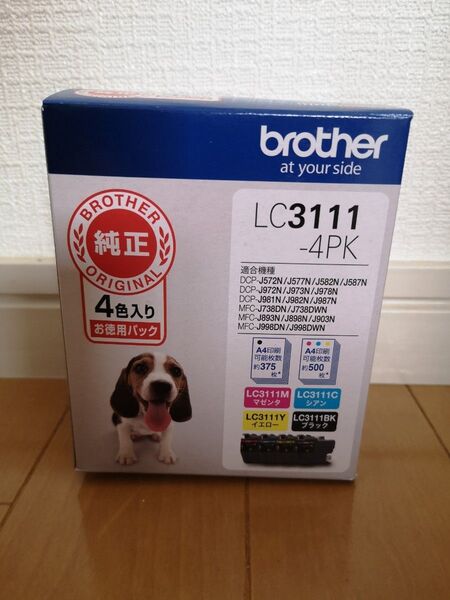 brother
at your side
BROTHER
純正
ORIGINAL
4色入り
お徳用パック
LC3111
-4PK
適合機種
DCP-J572N/J577N/J582N/J587N
DCP-J972N/J973N/J978N
DCP-J981N/J982N/J987N
MFC-J738DN/J738DWN
MFC-J893N/J898N/J903N
MFC-J998DN/J998DWN
A4印刷
可能枚数
約375
枚*
A4印刷
可能枚数
約500
枚*
LC3111M
マゼンタ
LC3111C
シアン
LC3111Y
イエロー
LC3111BK
ブラック